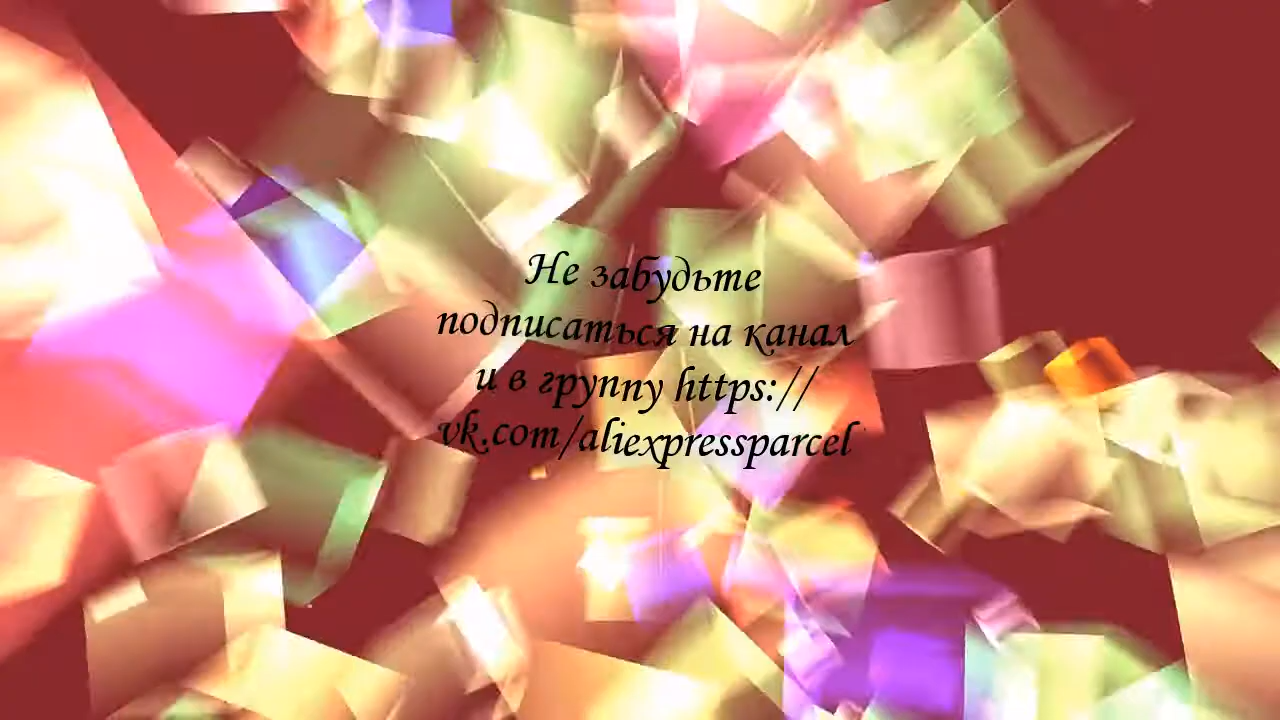 Не забудьте
подписаться на канал
и в группу https://
vk.com/aliexpressparcel